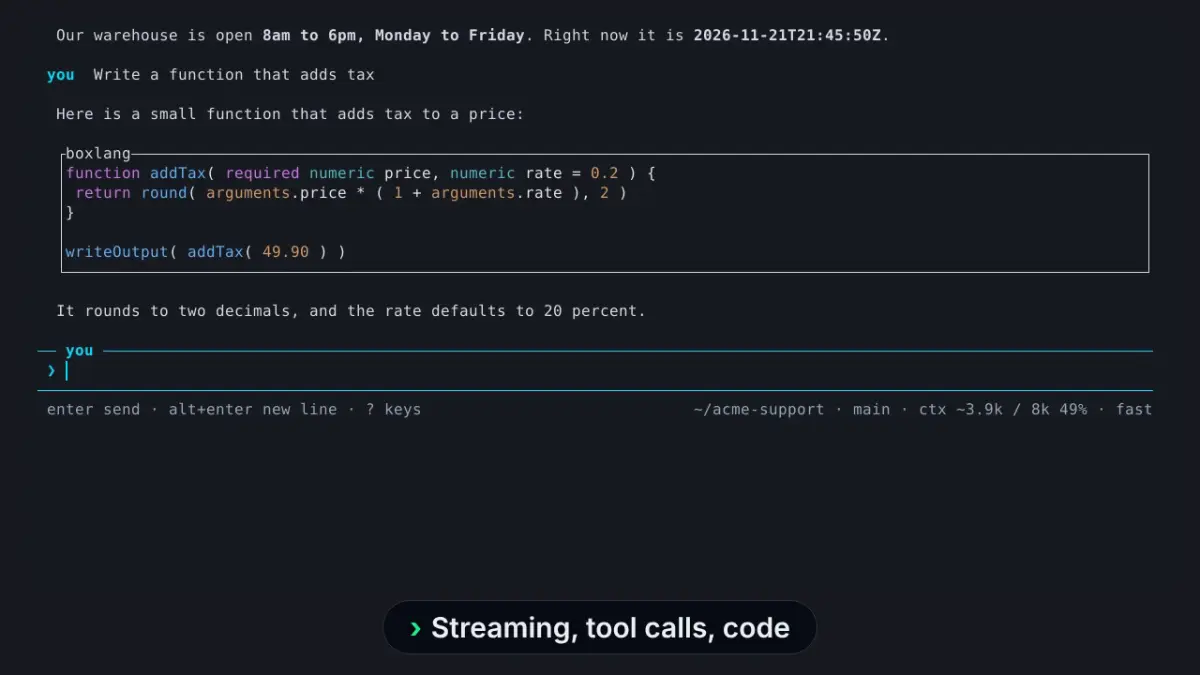 Our warehouse is open 8am to 6pm, Monday to Friday. Right now it is 2026-11-21T21:45:50Z.
you Write a function that adds tax
Here is a small function that adds tax to a price:
boxlang
function addTax( required numeric price, numeric rate = 0.2 ) {
 return round( arguments.price * ( 1 + arguments.rate ), 2 )
}
writeOutput( addTax( 49.90 ) )
It rounds to two decimals, and the rate defaults to 20 percent.
you
❯
enter send · alt+enter new line · ? keys ~/acme-support · main · ctx ~3.9k / 8k 49% · fast
› Streaming, tool calls, code